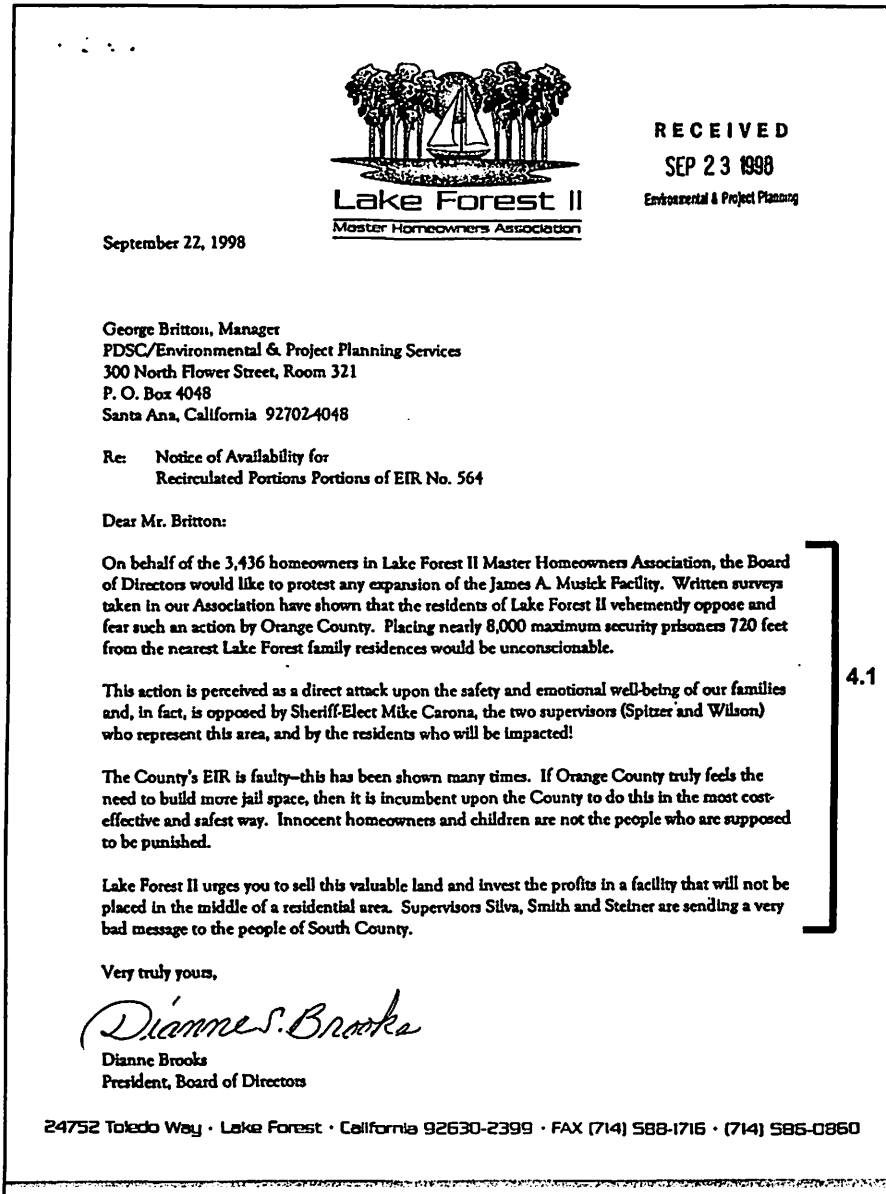 RECEIVED
SEP 23 1998
Environmental & Project Planning
Lake Forest II
Master Homeowners Association
September 22, 1998
George Britton, Manager
PDSC/Environmental & Project Planning Services
300 North Flower Street, Room 321
P. O. Box 4048
Santa Ana, California 92702-4048
Re: Notice of Availability for
Recirculated Portions Portions of EIR No. 564
Dear Mr. Britton:
On behalf of the 3,436 homeowners in Lake Forest II Master Homeowners Association, the Board
of Directors would like to protest any expansion of the James A. Musick Facility. Written surveys
taken in our Association have shown that the residents of Lake Forest II vehemently oppose and
fear such an action by Orange County. Placing nearly 8,000 maximum security prisoners 720 feet
from the nearest Lake Forest family residences would be unconscionable.
4.1
This action is perceived as a direct attack upon the safety and emotional well-being of our families
and, in fact, is opposed by Sheriff-Elect Mike Carona, the two supervisors (Spitzer and Wilson)
who represent this area, and by the residents who will be impacted!
The County's EIR is faulty--this has been shown many times. If Orange County truly feels the
need to build more jail space, then it is incumbent upon the County to do this in the most cost-
effective and safest way. Innocent homeowners and children are not the people who are supposed
to be punished.
Lake Forest II urges you to sell this valuable land and invest the profits in a facility that will not be
placed in the middle of a residential area. Supervisors Silva, Smith and Steiner are sending a very
bad message to the people of South County.
Very truly yours,
Dianne S. Brooks
Dianne Brooks
President, Board of Directors
24752 Toledo Way · Lake Forest · California 92630-2399 · FAX (714) 588-1716 · (714) 586-0860